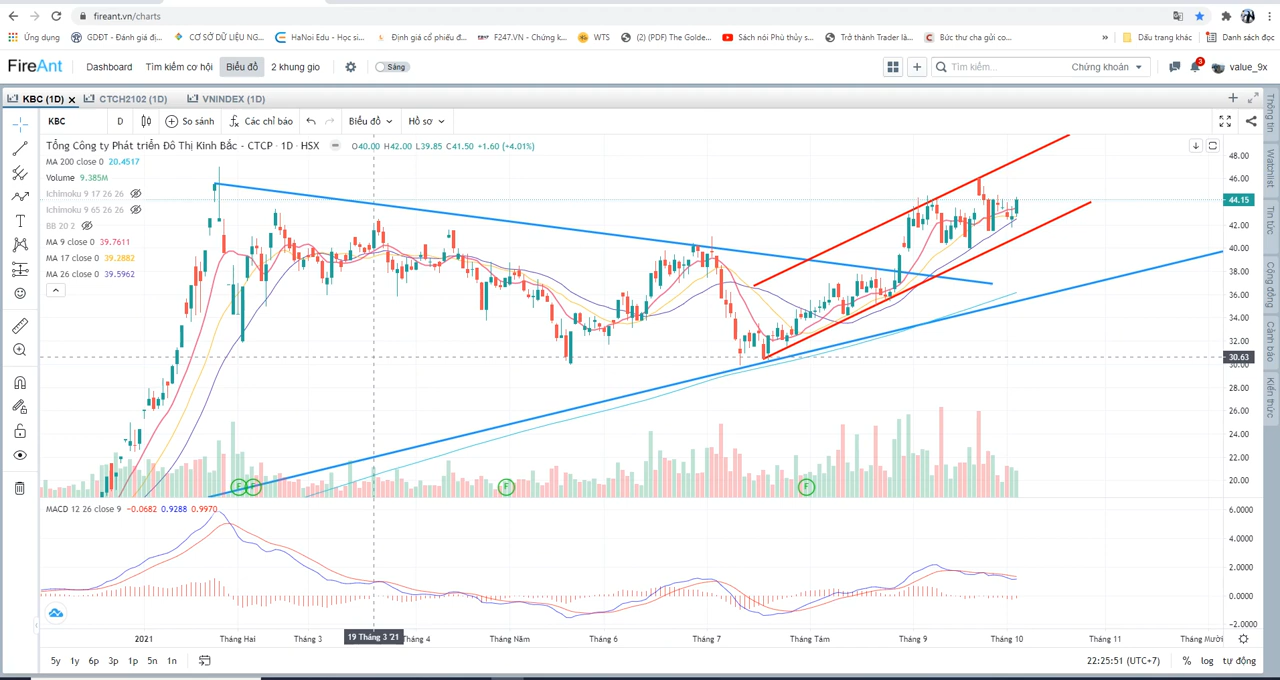 fireant.vn/charts
Ứng dụng GDĐT - Đánh giá đị... CƠ SỞ DỮ LIỆU NG... HaNoi Edu - Học si... Định giá cổ phiếu đ... F247.VN - Chứng k... WTS (2) (PDF) The Golde... Sách nói Phù thủy s... Trở thành Trader là... Bức thư cha gửi co... » Dấu trang khác Danh sách đọc
FireAnt Dashboard Tìm kiếm cơ hội Biểu đồ 2 khung gio Sáng Tìm kiếm... Chứng khoán 3 value_9x
KBC (1D) x CTCH2102 (1D) VNINDEX (1D)
KBC D So sánh Các chỉ báo Biểu đồ Hồ sơ
Tổng Công ty Phát triển Đô Thị Kinh Bắc - CTCP · 1D · HSX O40.00 H42.00 L39.85 C41.50 +1.60 (+4.01%)
MA 200 close 0 20.4517
Volume 9.385M
Ichimoku 9 17 26 26
Ichimoku 9 65 26 26
BB 20 2
MA 9 close 0 39.7611
MA 17 close 0 39.2882
MA 26 close 0 39.5962
48.00
46.00
44.15
42.00
40.00
38.00
36.00
34.00
32.00
30.63
30.00
28.00
26.00
24.00
22.00
20.00
F F F F
MACD 12 26 close 9 −0.0682 0.9288 0.9970
6.0000
4.0000
2.0000
0.0000
−2.0000
2021 Tháng Hai Tháng 3 19 Tháng 3 '21 Tháng 4 Tháng Năm Tháng 6 Tháng 7 Tháng Tám Tháng 9 Tháng 10 Tháng 11 Tháng Mười
5y 1y 6p 3p 1p 5n 1n 22:25:51 (UTC+7) % log tự động
Thông tin
Watchlist
Tin tức
Cộng đồng
Cảnh báo
Kiến thức